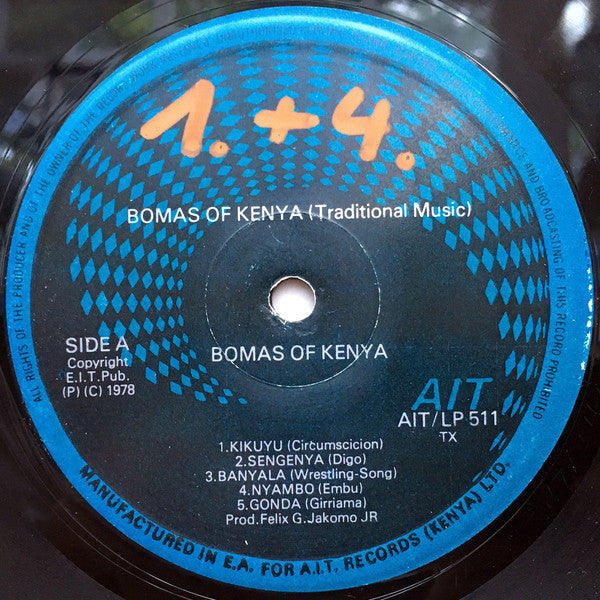 1. + 4.
BOMAS OF KENYA (Traditional Music)
SIDE A
Copyright
E.I.T.Pub.
(P) (C) 1978
BOMAS OF KENYA
AIT
AIT/LP 511
TX
1.KIKUYU (Circumscicion)
2.SENGENYA (Digo)
3.BANYALA (Wrestling-Song)
4.NYAMBO (Embu)
5.GONDA (Girriama)
Prod.Felix G.Jakomo JR
ALL RIGHTS OF THE PRODUCER AND OF THE OWNER OF THE RECORDED WORK RESERVED AND BROADCASTING OF THIS RECORD PROHIBITED
MANUFACTURED IN E.A. FOR A.I.T. RECORDS (KENYA) LTD.